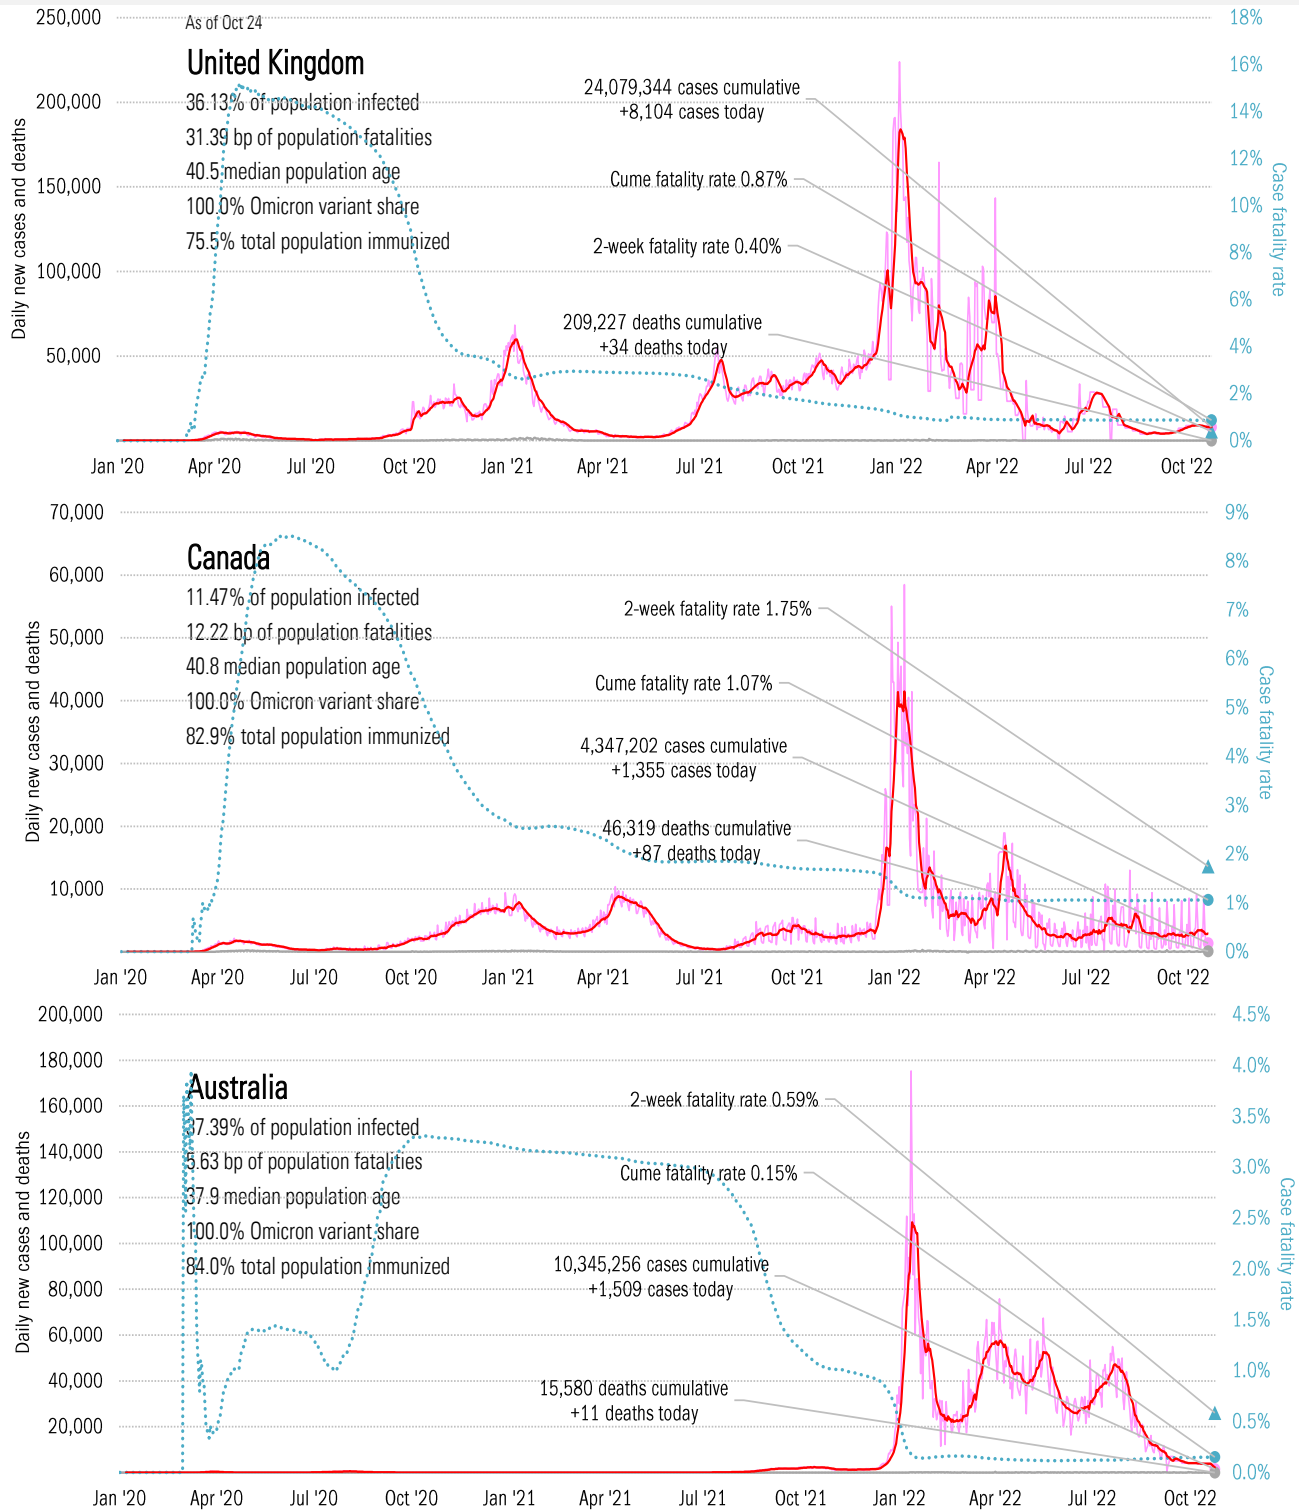 As of Oct 24
United Kingdom
36.13% of population infected
31.39 bp of population fatalities
40.5 median population age
100.0% Omicron variant share
75.5% total population immunized
24,079,344 cases cumulative
+8,104 cases today
Cume fatality rate 0.87%
2-week fatality rate 0.40%
209,227 deaths cumulative
+34 deaths today
Daily new cases and deaths
250,000
200,000
150,000
100,000
50,000
18%
16%
14%
12%
10%
8%
6%
4%
2%
0%
Case fatality rate
Jan '20 Apr '20 Jul '20 Oct '20 Jan '21 Apr '21 Jul '21 Oct '21 Jan '22 Apr '22 Jul '22 Oct '22
Canada
11.47% of population infected
12.22 bp of population fatalities
40.8 median population age
100.0% Omicron variant share
82.9% total population immunized
2-week fatality rate 1.75%
Cume fatality rate 1.07%
4,347,202 cases cumulative
+1,355 cases today
46,319 deaths cumulative
+87 deaths today
Daily new cases and deaths
70,000
60,000
50,000
40,000
30,000
20,000
10,000
9%
8%
7%
6%
5%
4%
3%
2%
1%
0%
Case fatality rate
Jan '20 Apr '20 Jul '20 Oct '20 Jan '21 Apr '21 Jul '21 Oct '21 Jan '22 Apr '22 Jul '22 Oct '22
Australia
37.39% of population infected
5.63 bp of population fatalities
37.9 median population age
100.0% Omicron variant share
84.0% total population immunized
2-week fatality rate 0.59%
Cume fatality rate 0.15%
10,345,256 cases cumulative
+1,509 cases today
15,580 deaths cumulative
+11 deaths today
Daily new cases and deaths
200,000
180,000
160,000
140,000
120,000
100,000
80,000
60,000
40,000
20,000
4.5%
4.0%
3.5%
3.0%
2.5%
2.0%
1.5%
1.0%
0.5%
0.0%
Case fatality rate
Jan '20 Apr '20 Jul '20 Oct '20 Jan '21 Apr '21 Jul '21 Oct '21 Jan '22 Apr '22 Jul '22 Oct '22